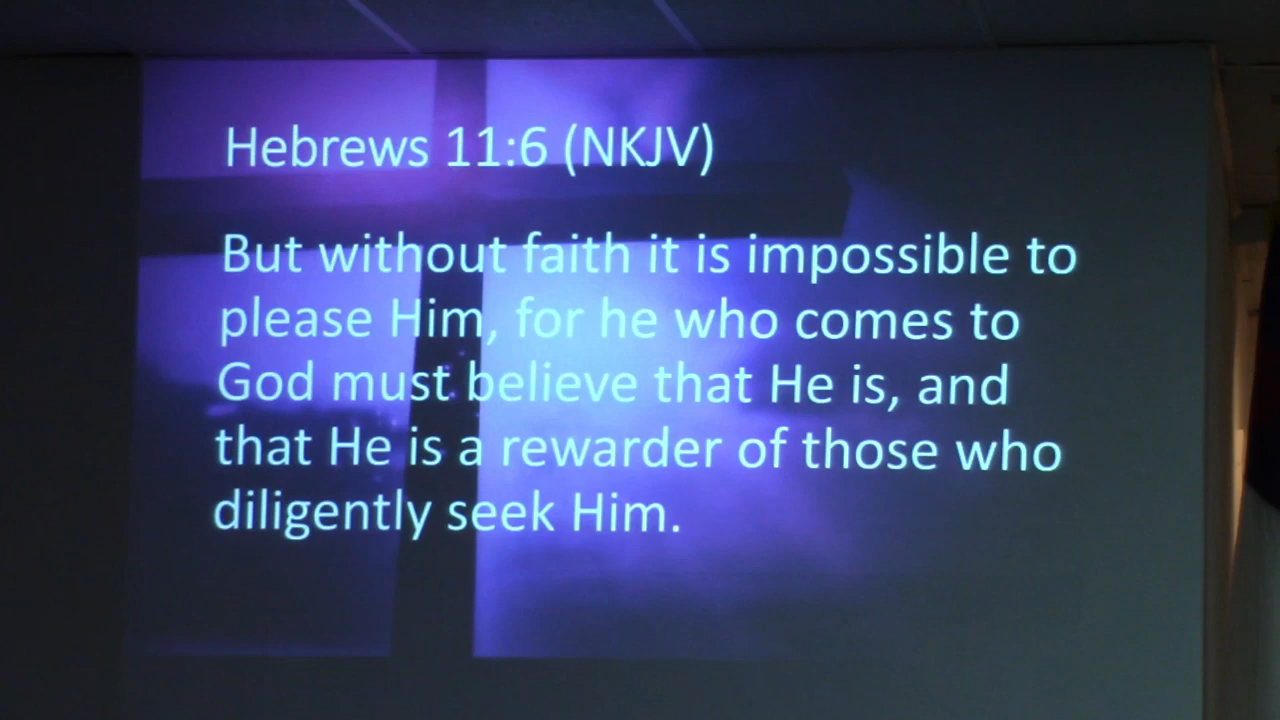 Hebrews 11:6 (NKJV)
But without faith it is impossible to
please Him, for he who comes to
God must believe that He is, and
that He is a rewarder of those who
diligently seek Him.